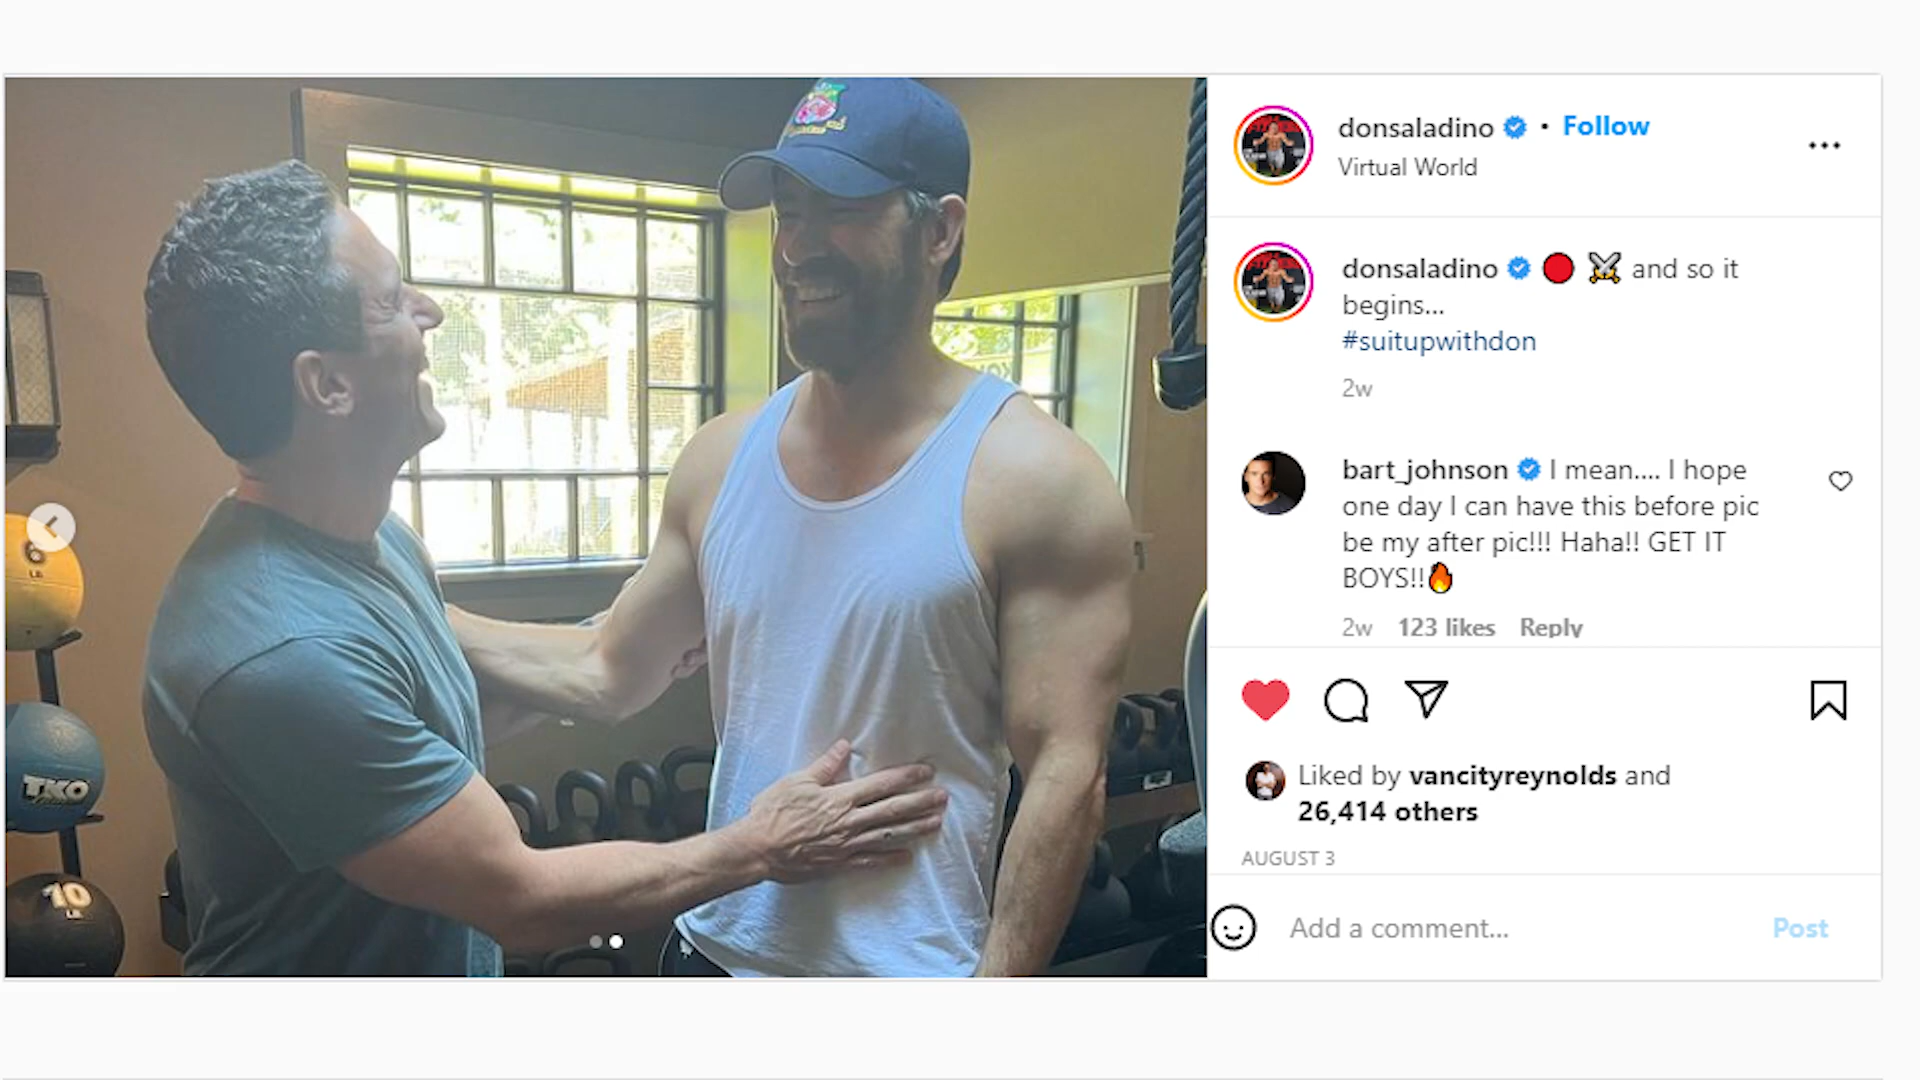 donsaladino • Follow
Virtual World
donsaladino 🔴 ⚔️ and so it
begins...
#suitupwithdon
2w
bart_johnson I mean.... I hope
one day I can have this before pic
be my after pic!!! Haha!! GET IT
BOYS!!🔥
2w 123 likes Reply
Liked by vancityreynolds and
26,414 others
AUGUST 3
Add a comment... Post
6
LB
TKO
10
LB